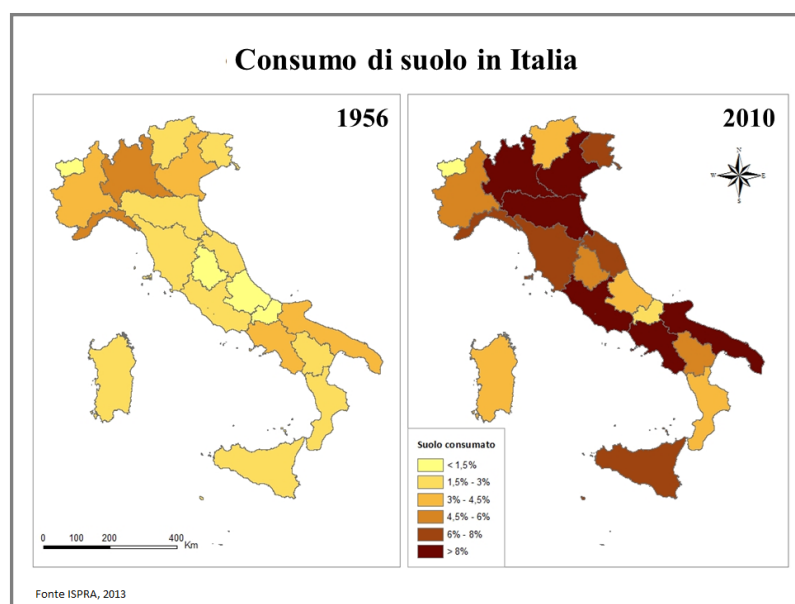 Consumo di suolo in Italia
1956
2010
N
W
E
S
Suolo consumato
< 1,5%
1,5% - 3%
3% - 4,5%
4,5% - 6%
6% - 8%
> 8%
0 100 200 400
Km
Fonte ISPRA, 2013